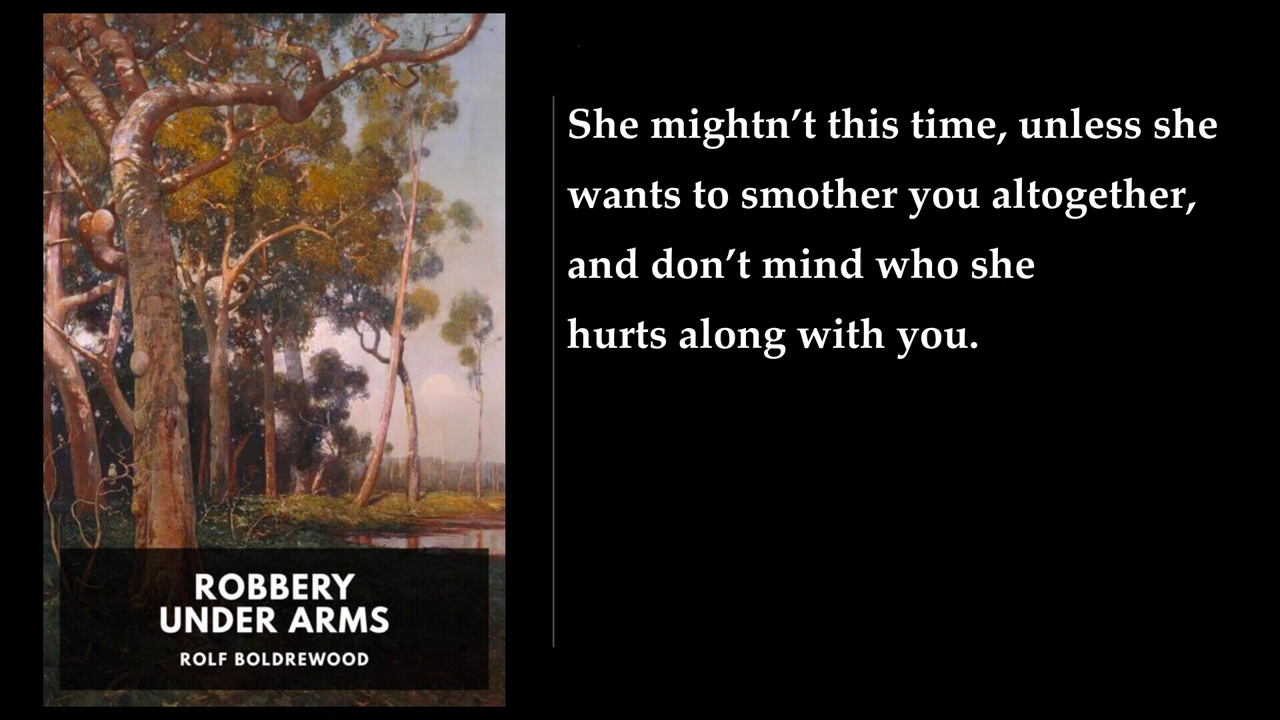 She mightn’t this time, unless she
wants to smother you altogether,
and don’t mind who she
hurts along with you.
ROBBERY
UNDER ARMS
ROLF BOLDREWOOD